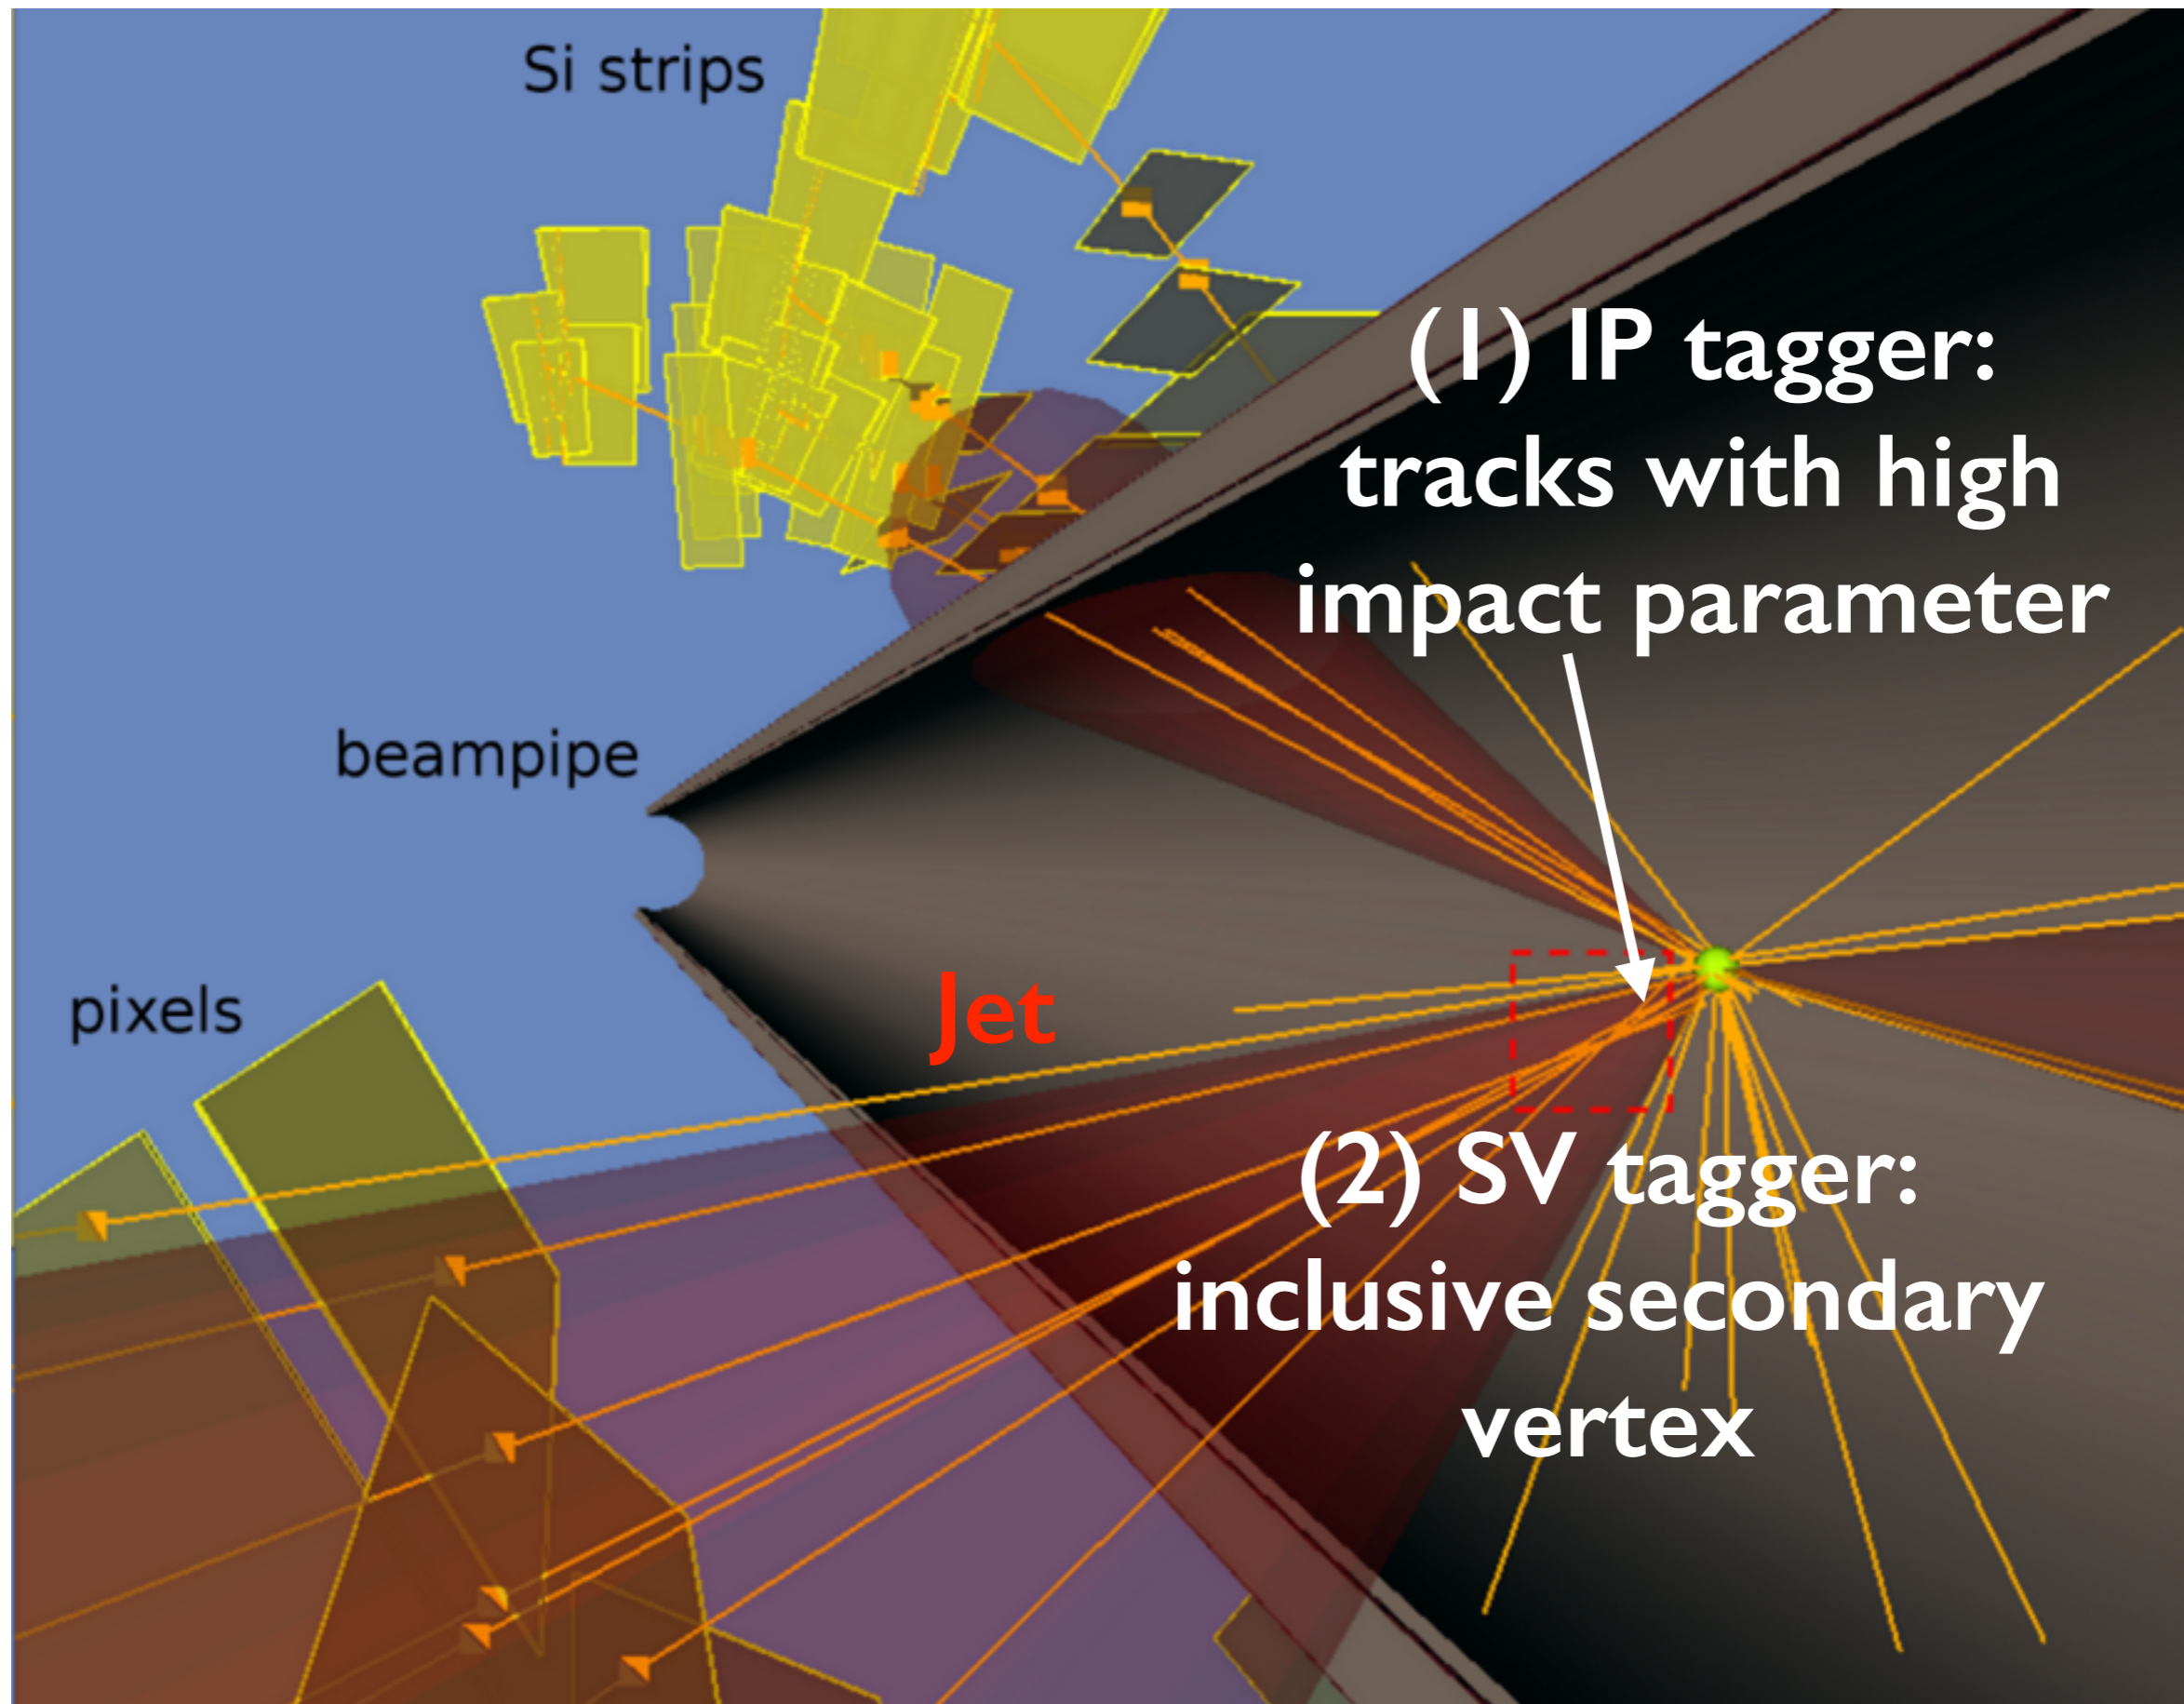 Si strips
(1) IP tagger:
tracks with high
impact parameter
beampipe
pixels
Jet
(2) SV tagger:
inclusive secondary
vertex